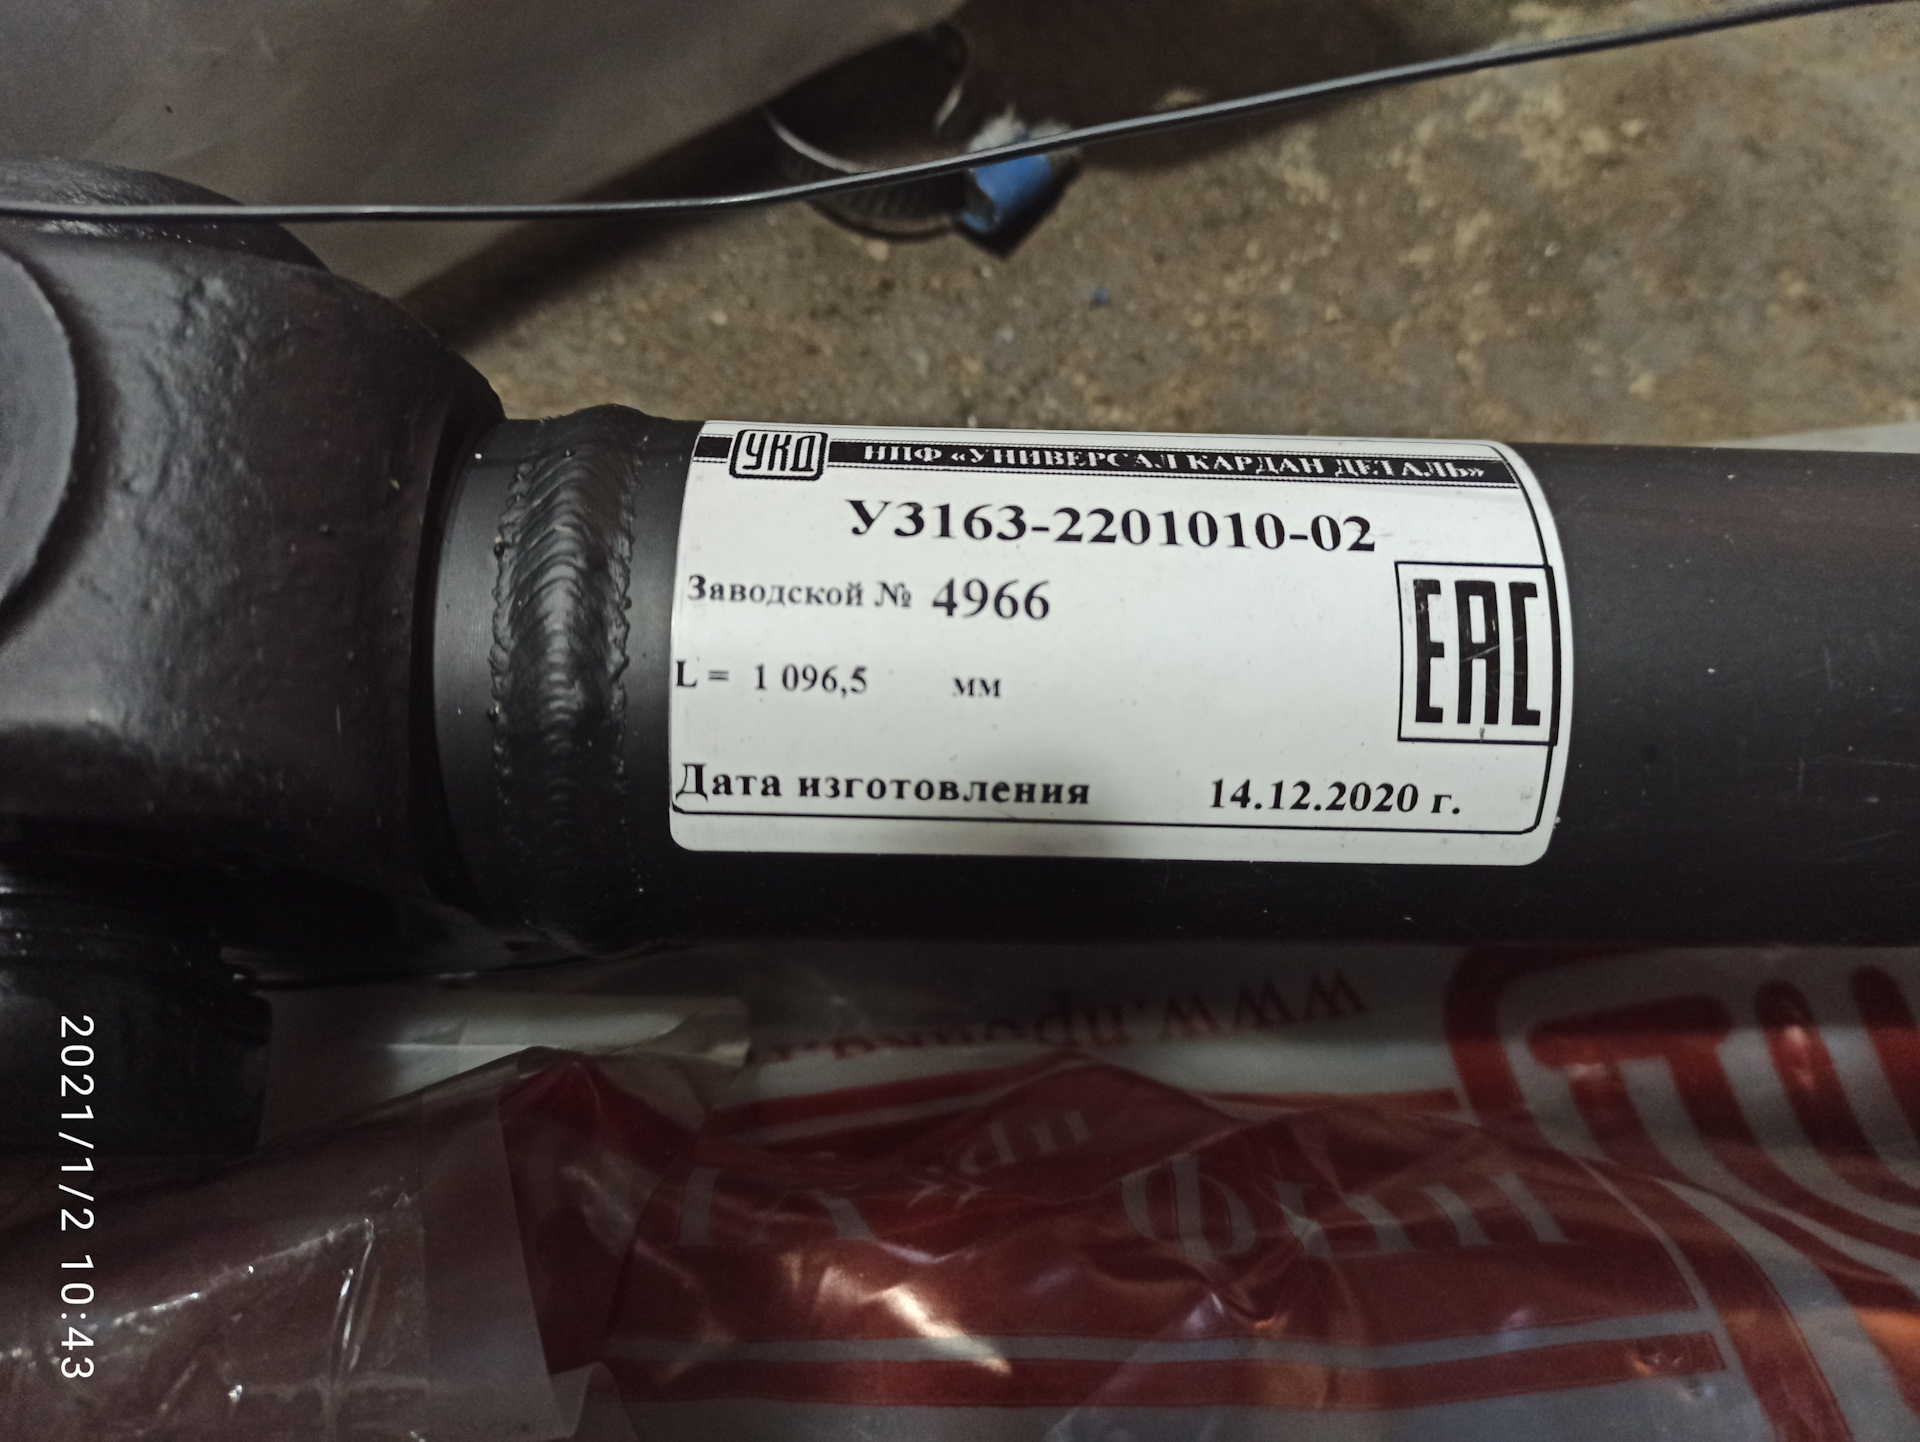 УКД НПФ «УНИВЕРСАЛ КАРДАН ДЕТАЛЬ»
У3163-2201010-02
Заводской № 4966
EAC
L = 1 096,5 мм
Дата изготовления 14.12.2020 г.
2021/1/2 10:43